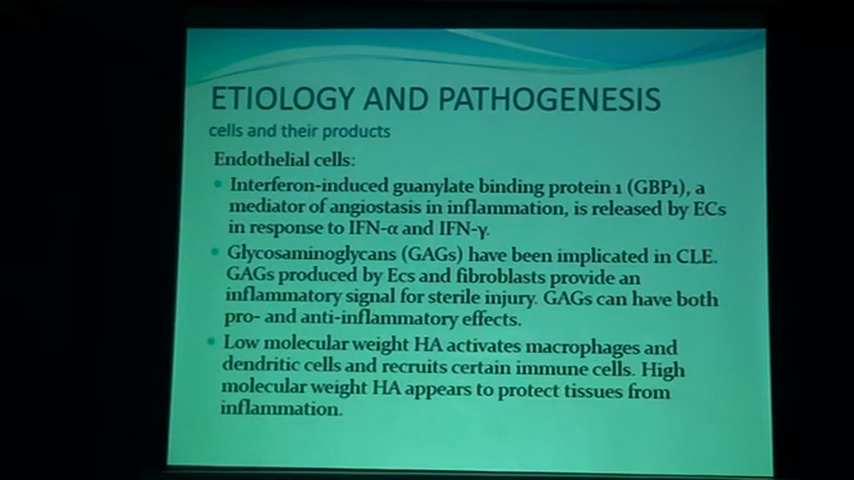 ETIOLOGY AND PATHOGENESIS
cells and their products
Endothelial cells:
• Interferon-induced guanylate binding protein 1 (GBP1), a
mediator of angiostasis in inflammation, is released by ECs
in response to IFN-α and IFN-γ.
• Glycosaminoglycans (GAGs) have been implicated in CLE.
GAGs produced by Ecs and fibroblasts provide an
inflammatory signal for sterile injury. GAGs can have both
pro- and anti-inflammatory effects.
• Low molecular weight HA activates macrophages and
dendritic cells and recruits certain immune cells. High
molecular weight HA appears to protect tissues from
inflammation.